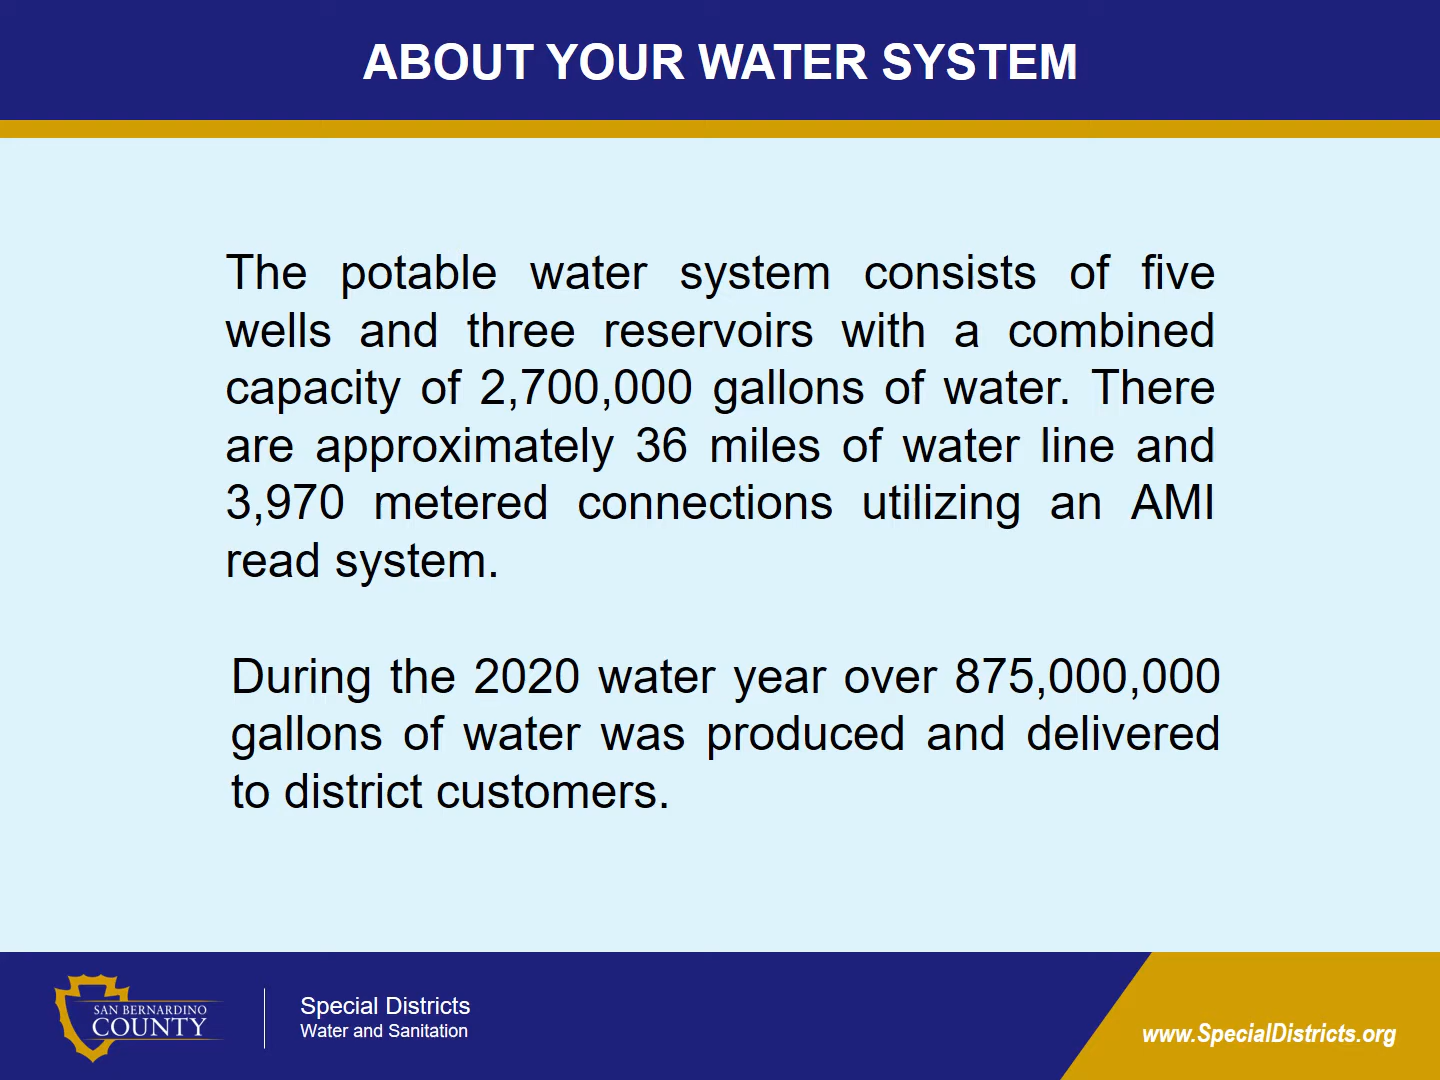 ABOUT YOUR WATER SYSTEM
The potable water system consists of five
wells and three reservoirs with a combined
capacity of 2,700,000 gallons of water. There
are approximately 36 miles of water line and
3,970 metered connections utilizing an AMI
read system.
During the 2020 water year over 875,000,000
gallons of water was produced and delivered
to district customers.
SAN BERNARDINO
COUNTY
Special Districts
Water and Sanitation
www.SpecialDistricts.org